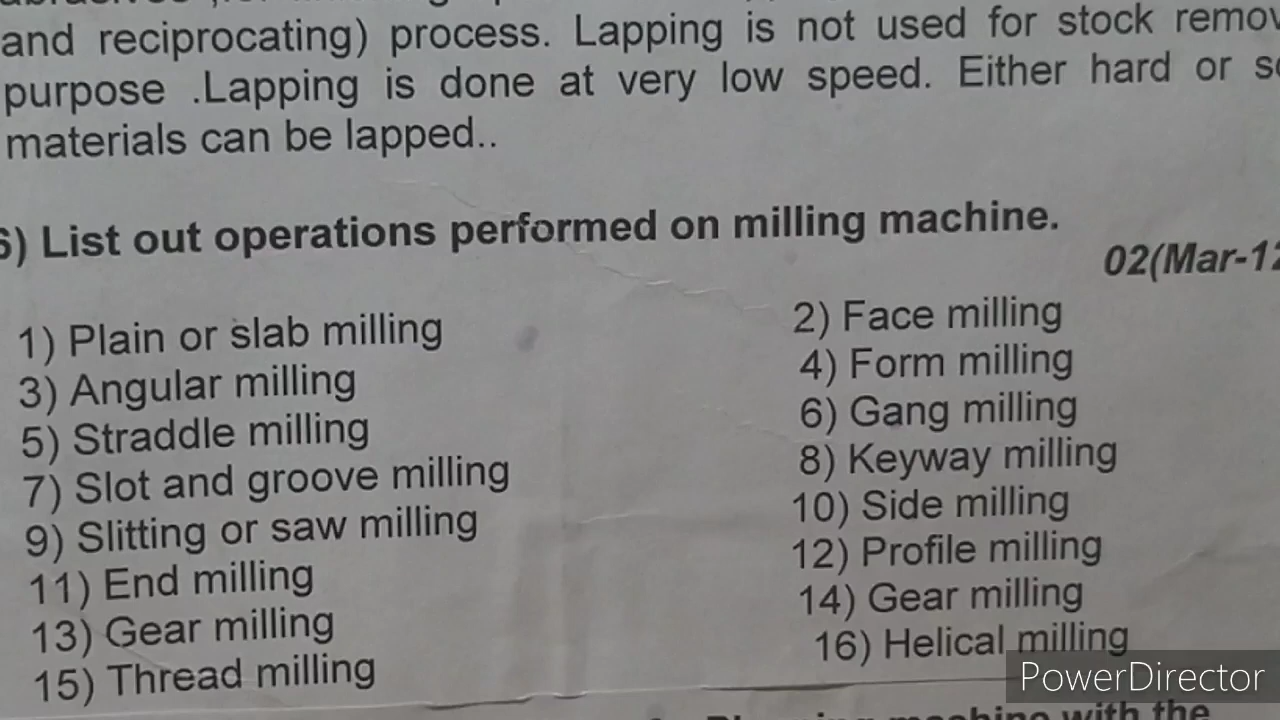 and reciprocating) process. Lapping is not used for stock
purpose .Lapping is done at very low speed. Either hard or
materials can be lapped..
6) List out operations performed on milling machine.
02(Mar-12
1) Plain or slab milling
2) Face milling
3) Angular milling
4) Form milling
5) Straddle milling
6) Gang milling
7) Slot and groove milling
8) Keyway milling
9) Slitting or saw milling
10) Side milling
11) End milling
12) Profile milling
13) Gear milling
14) Gear milling
15) Thread milling
16) Helical milling
PowerDirector
machine with the